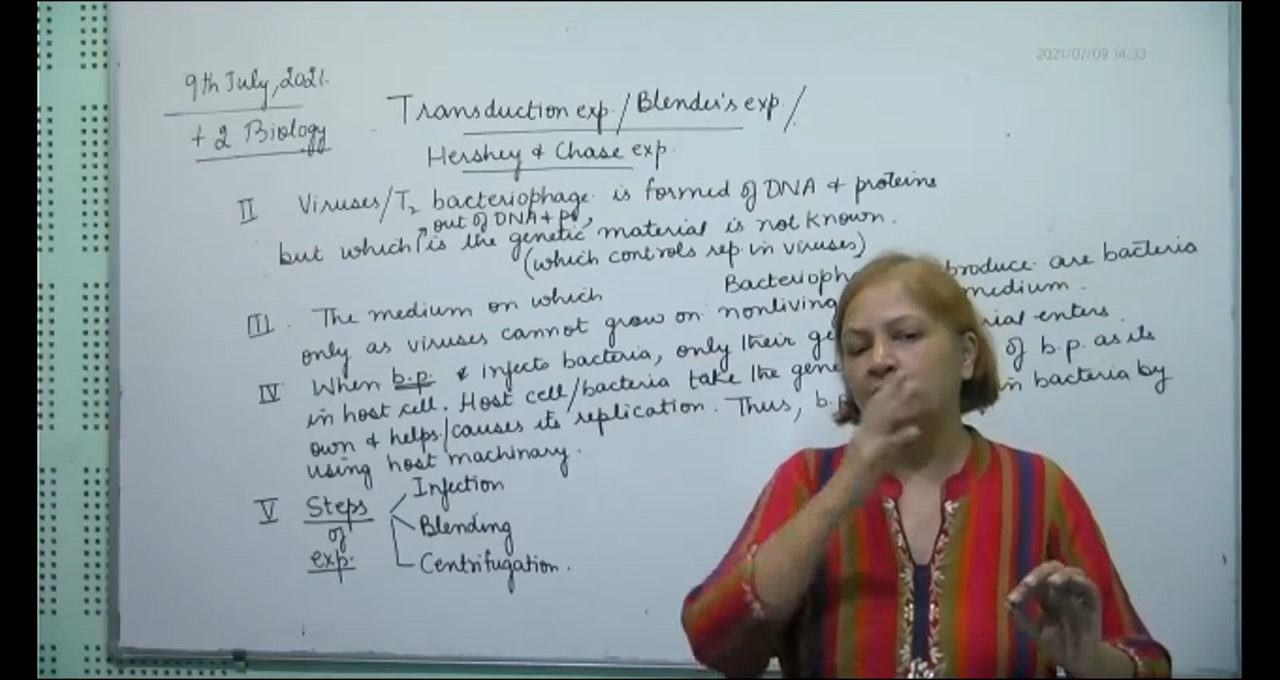 2021/07/09 14:33
9th July, 2021.
+ 2 Biology
Transduction exp. / Blender's exp. /
Hershey & Chase exp.
II Viruses/T2 bacteriophage is formed of DNA & proteins
out of DNA +
but which is the genetic material is not known.
(which controls rep in viruses)
III. The medium on which Bacterioph produce are bacteria
only as viruses cannot grow on nonliving medium.
IV When b.p. & infects bacteria, only their ge rial enters
in host cell. Host cell/bacteria take the gene of b.p. as its
own & helps/causes its replication. Thus, b.p in bacteria by
using host machinary.
V Steps of exp.
Infection
Blending
Centrifugation.